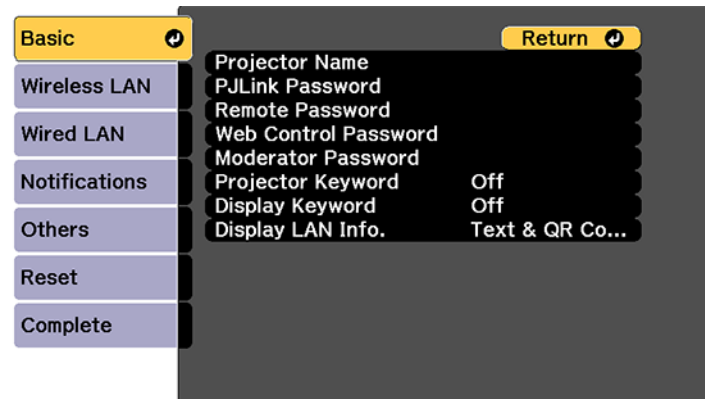 Basic
Wireless LAN
Wired LAN
Notifications
Others
Reset
Complete
Return
Projector Name
PJLink Password
Remote Password
Web Control Password
Moderator Password
Projector Keyword Off
Display Keyword Off
Display LAN Info. Text & QR Co...